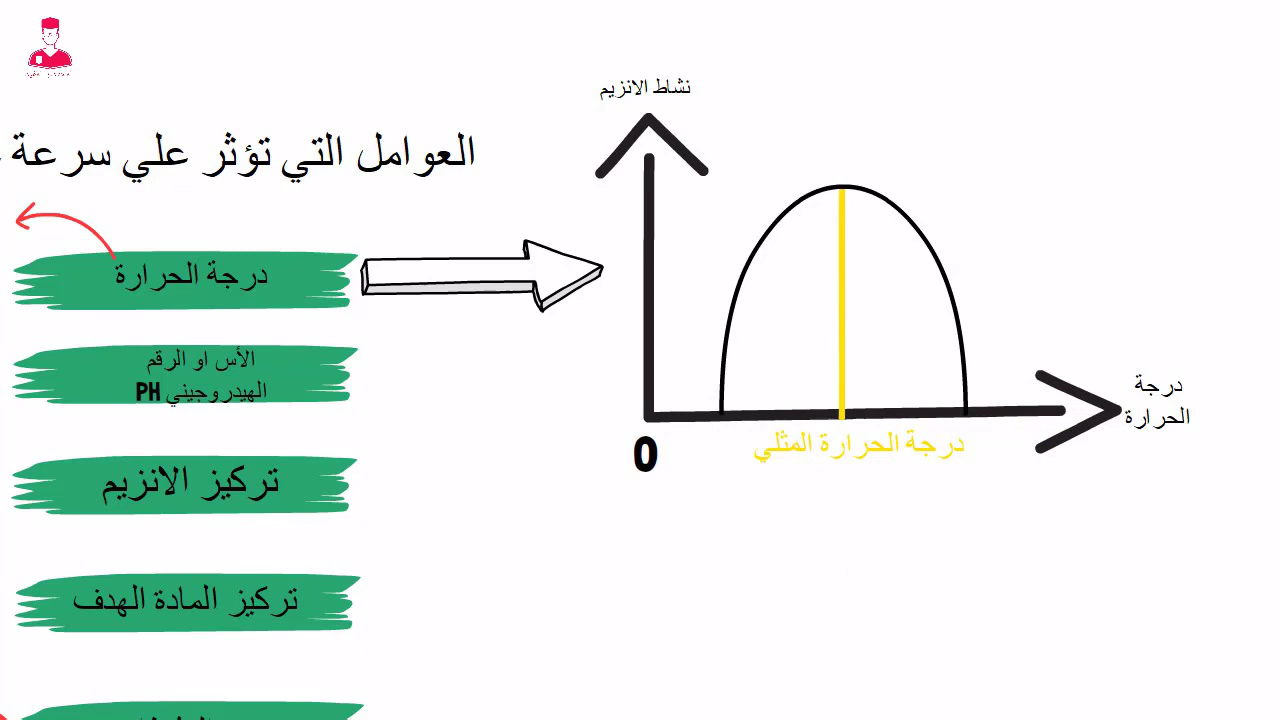 نشاط الانزيم
العوامل التي تؤثر علي سرعة
درجة الحرارة
الأس او الرقم
الهيدروجيني PH
تركيز الانزيم
تركيز المادة الهدف
درجة
الحرارة
درجة الحرارة المثلي
0